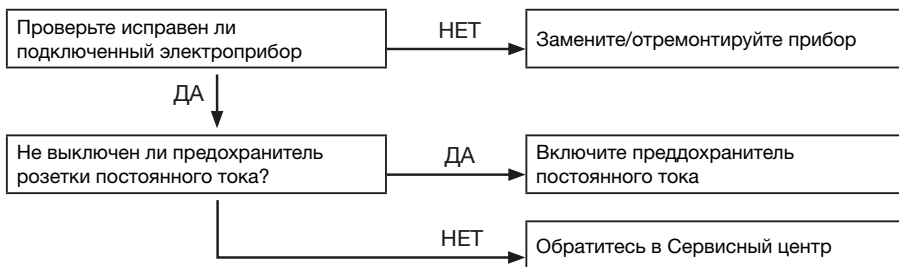 Проверьте исправен ли
подключенный электроприбор
НЕТ
Замените/отремонтируйте прибор
ДА
Не выключен ли предохранитель
розетки постоянного тока?
ДА
Включите преддохранитель
постоянного тока
НЕТ
Обратитесь в Сервисный центр